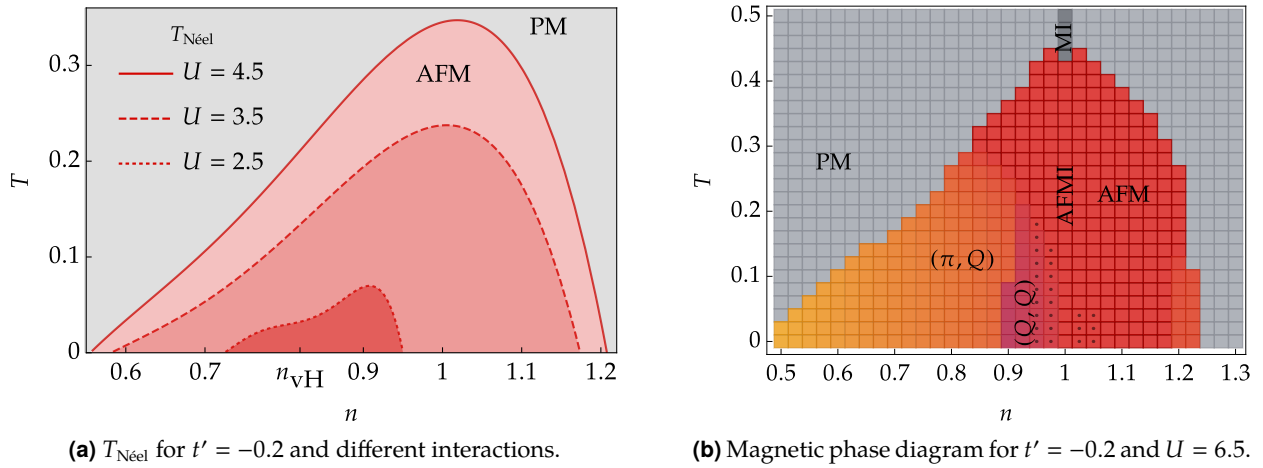 T_Néel
U = 4.5
U = 3.5
U = 2.5
PM
AFM
T
0.3
0.2
0.1
0
0.6 0.7 n_vH 0.9 1 1.1 1.2
n
(a) T_Néel for t′ = −0.2 and different interactions.
MI
PM
AFMI
AFM
(π, Q)
(Q, Q)
T
0.5
0.4
0.3
0.2
0.1
0
0.5 0.6 0.7 0.8 0.9 1 1.1 1.2 1.3
n
(b) Magnetic phase diagram for t′ = −0.2 and U = 6.5.